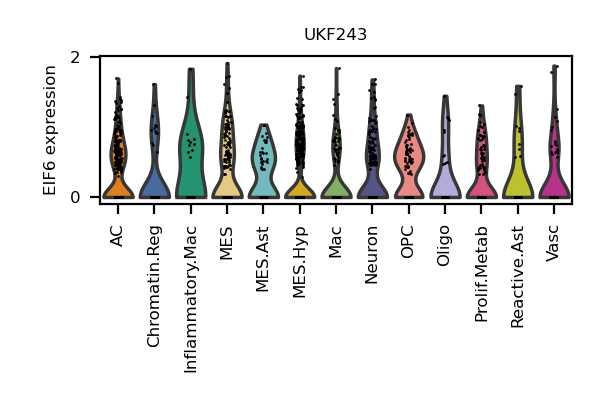 UKF243
EIF6 expression
2
0
AC
Chromatin.Reg
Inflammatory.Mac
MES
MES.Ast
MES.Hyp
Mac
Neuron
OPC
Oligo
Prolif.Metab
Reactive.Ast
Vasc